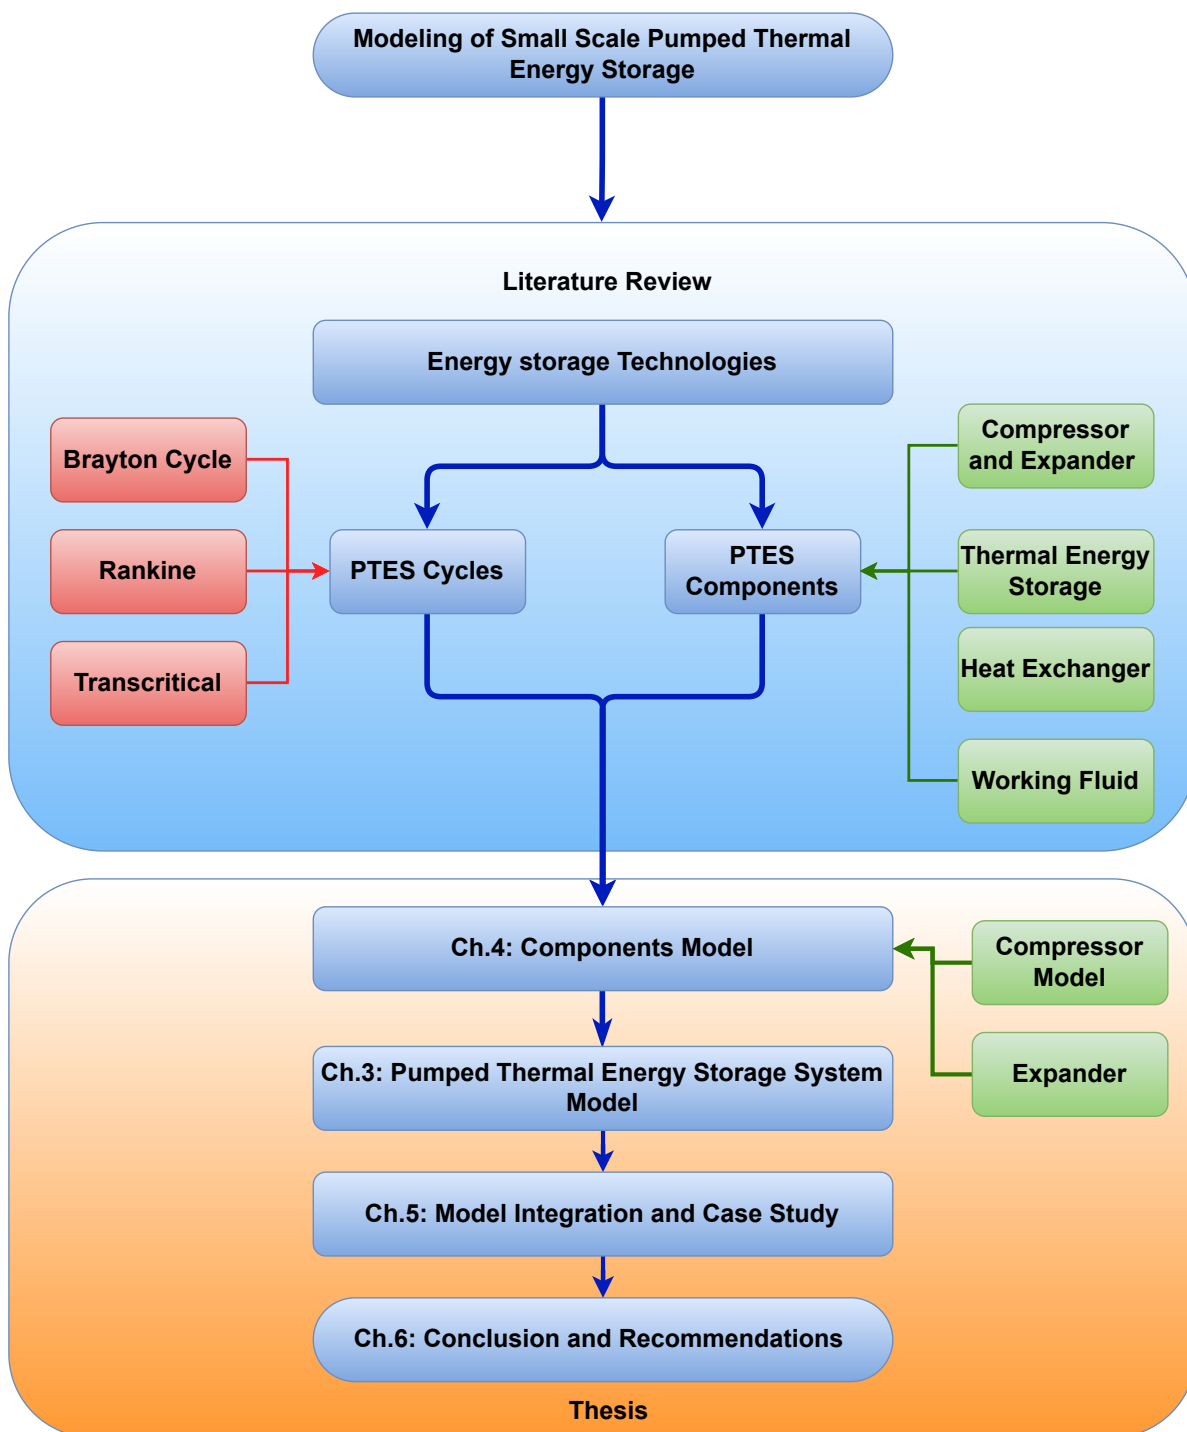 Modeling of Small Scale Pumped Thermal
Energy Storage
Literature Review
Energy storage Technologies
Brayton Cycle
Rankine
Transcritical
PTES Cycles
PTES
Components
Compressor
and Expander
Thermal Energy
Storage
Heat Exchanger
Working Fluid
Ch.4: Components Model
Compressor
Model
Expander
Ch.3: Pumped Thermal Energy Storage System
Model
Ch.5: Model Integration and Case Study
Ch.6: Conclusion and Recommendations
Thesis